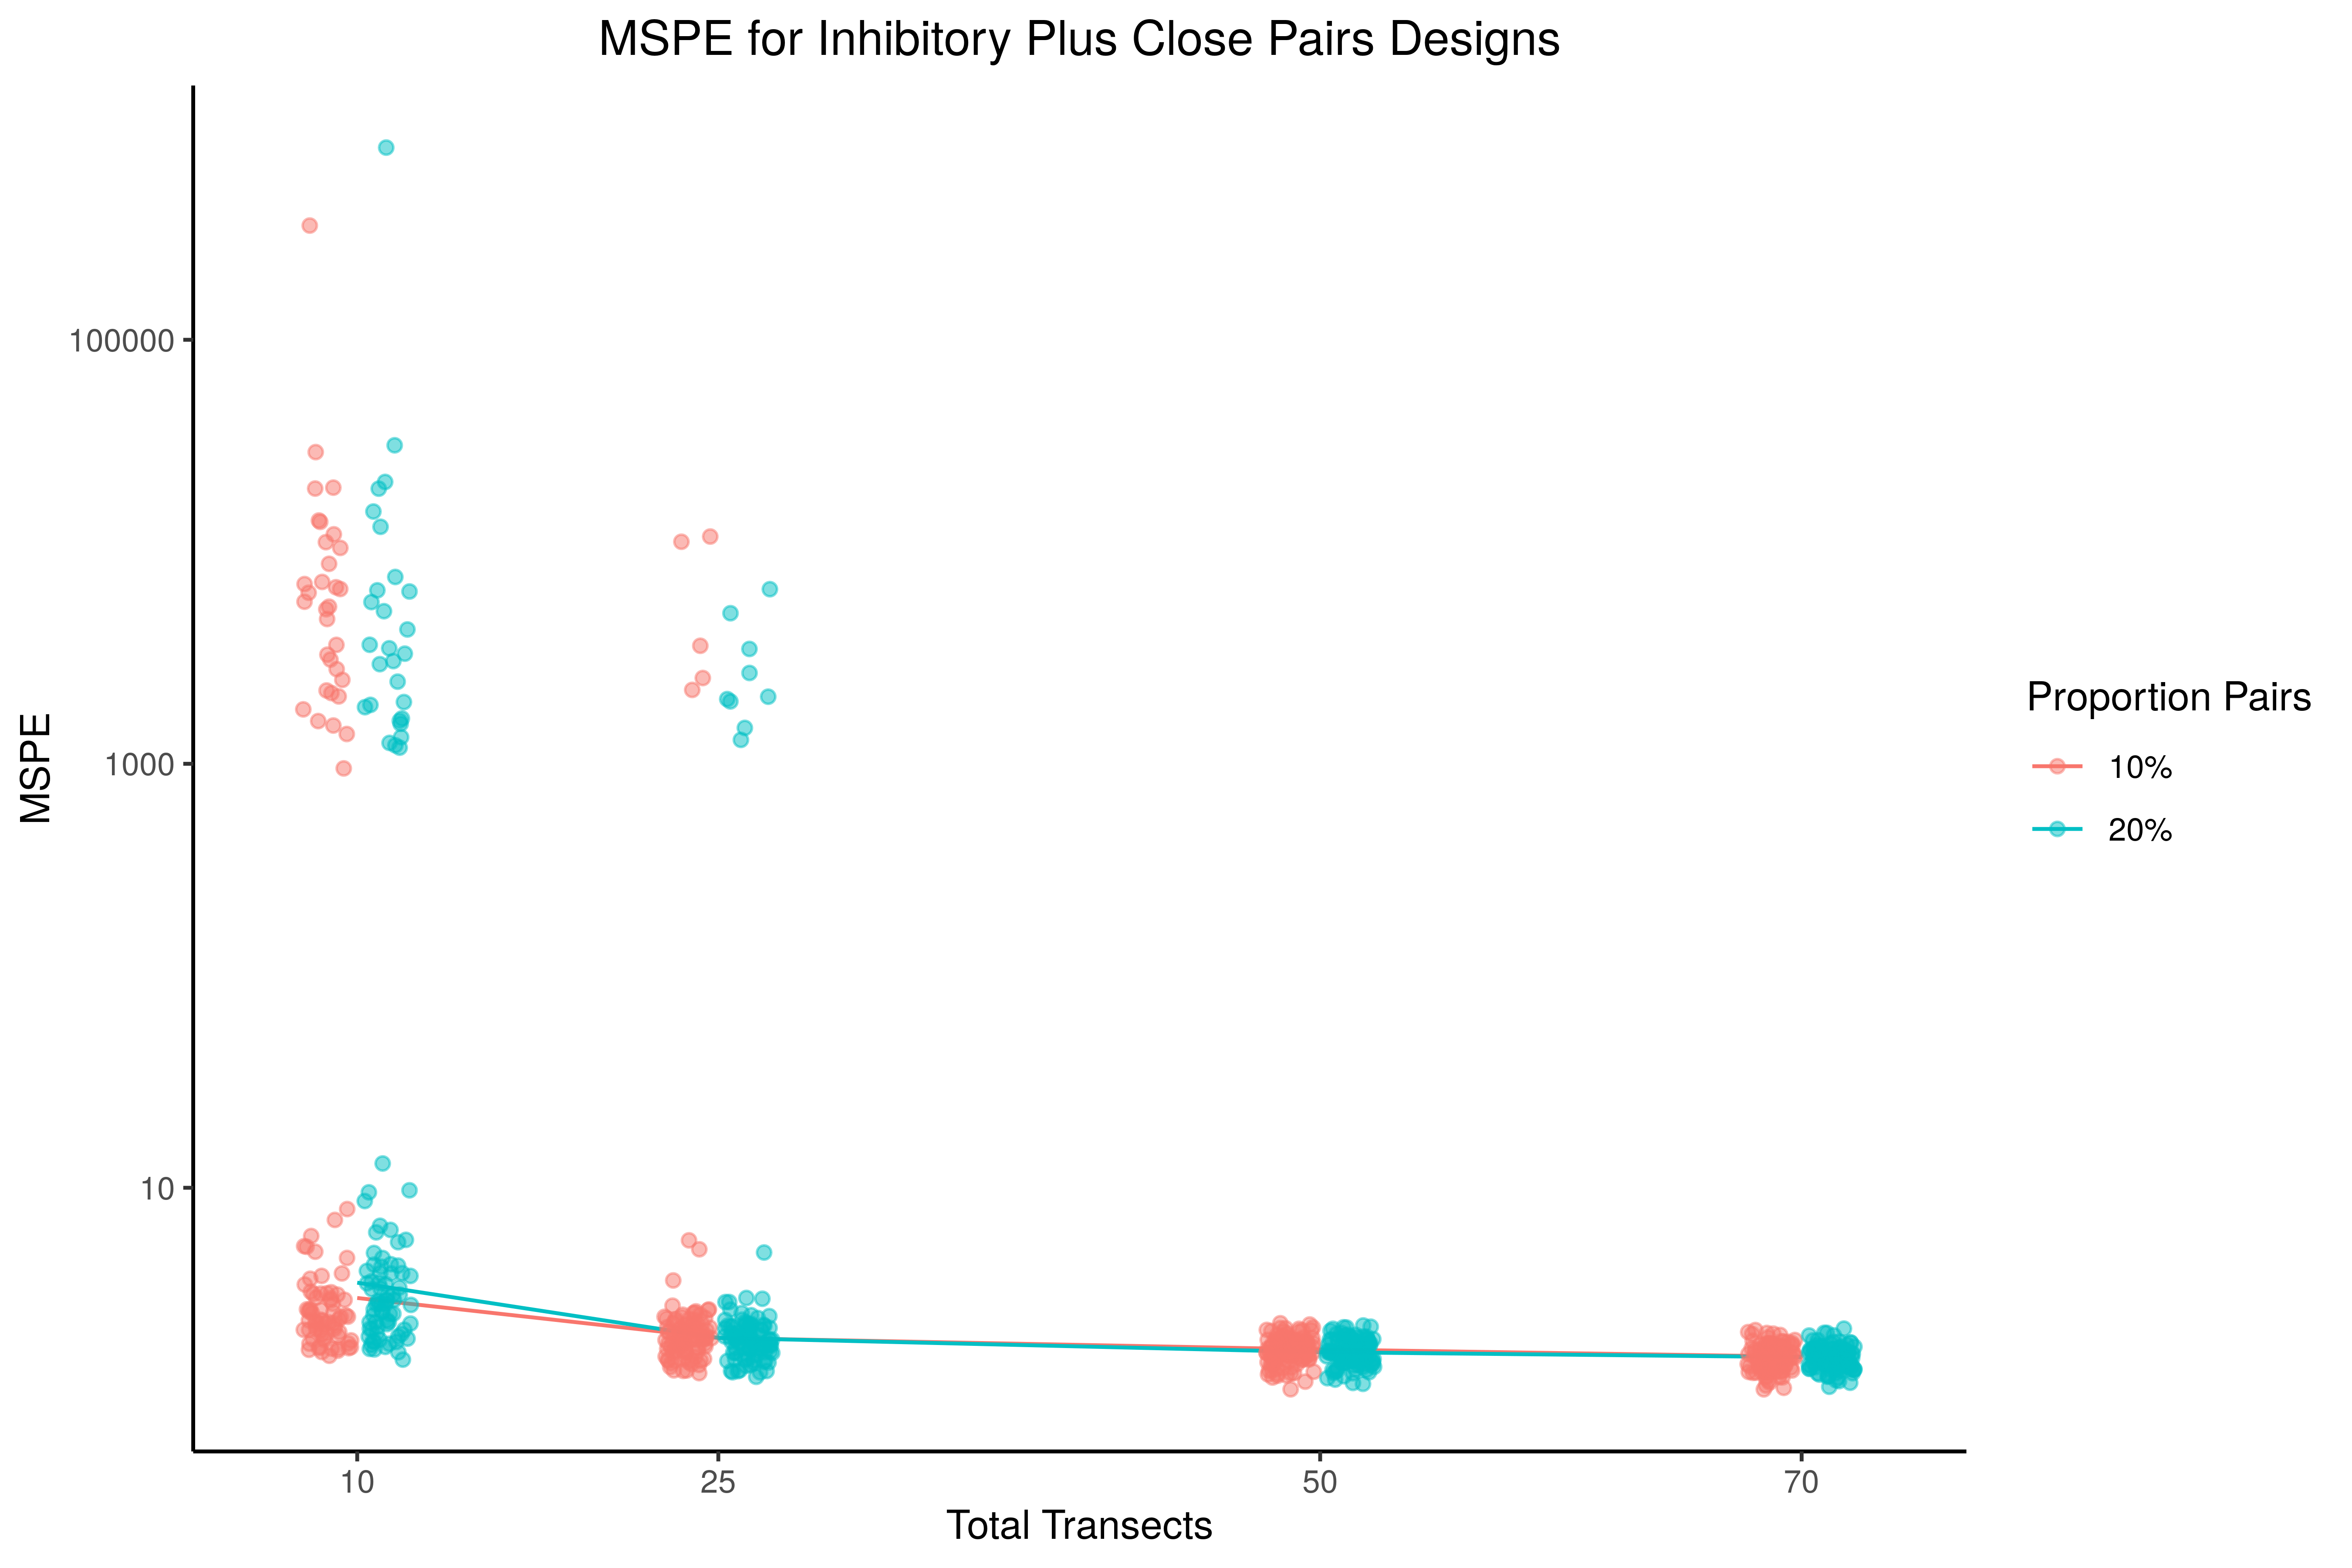 MSPE for Inhibitory Plus Close Pairs Designs
MSPE
100000
1000
10
10
25
50
70
Total Transects
Proportion Pairs
10%
20%